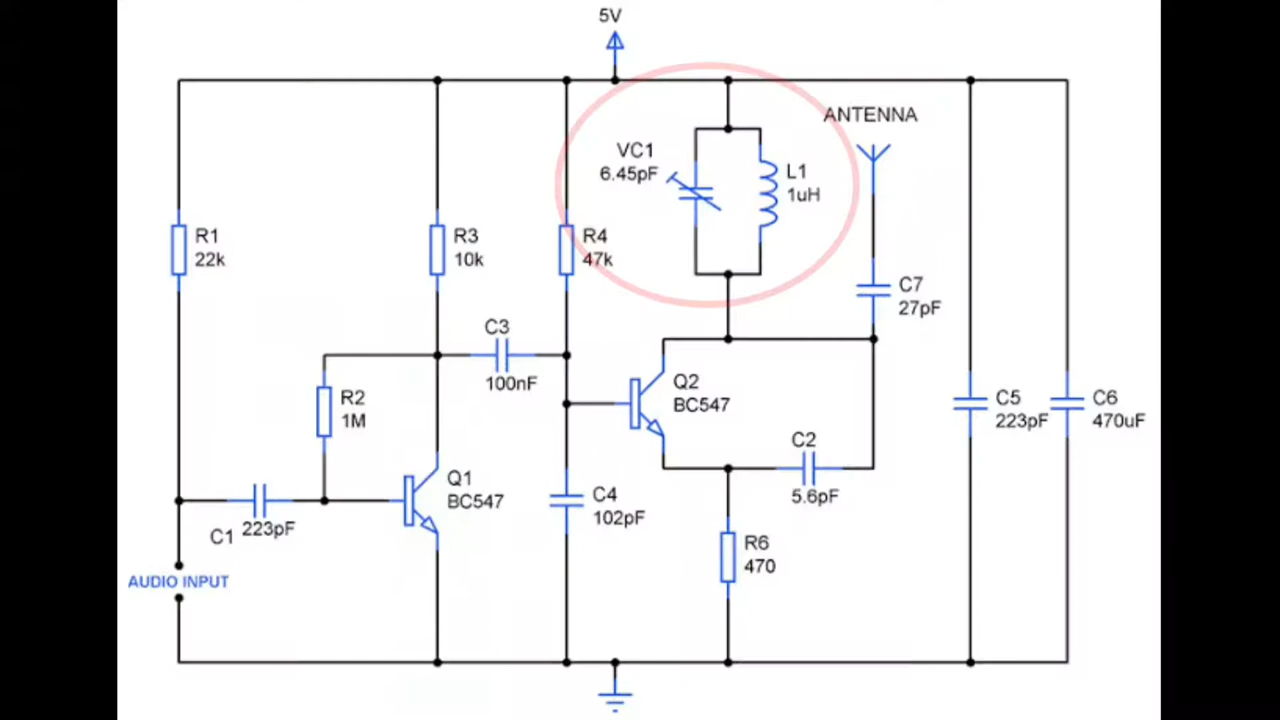 5V
ANTENNA
VC1
6.45pF
L1
1uH
R1
22k
R3
10k
R4
47k
C7
27pF
C3
100nF
R2
1M
Q2
BC547
C5
223pF
C6
470uF
C2
5.6pF
Q1
BC547
C4
102pF
C1
223pF
R6
470
AUDIO INPUT